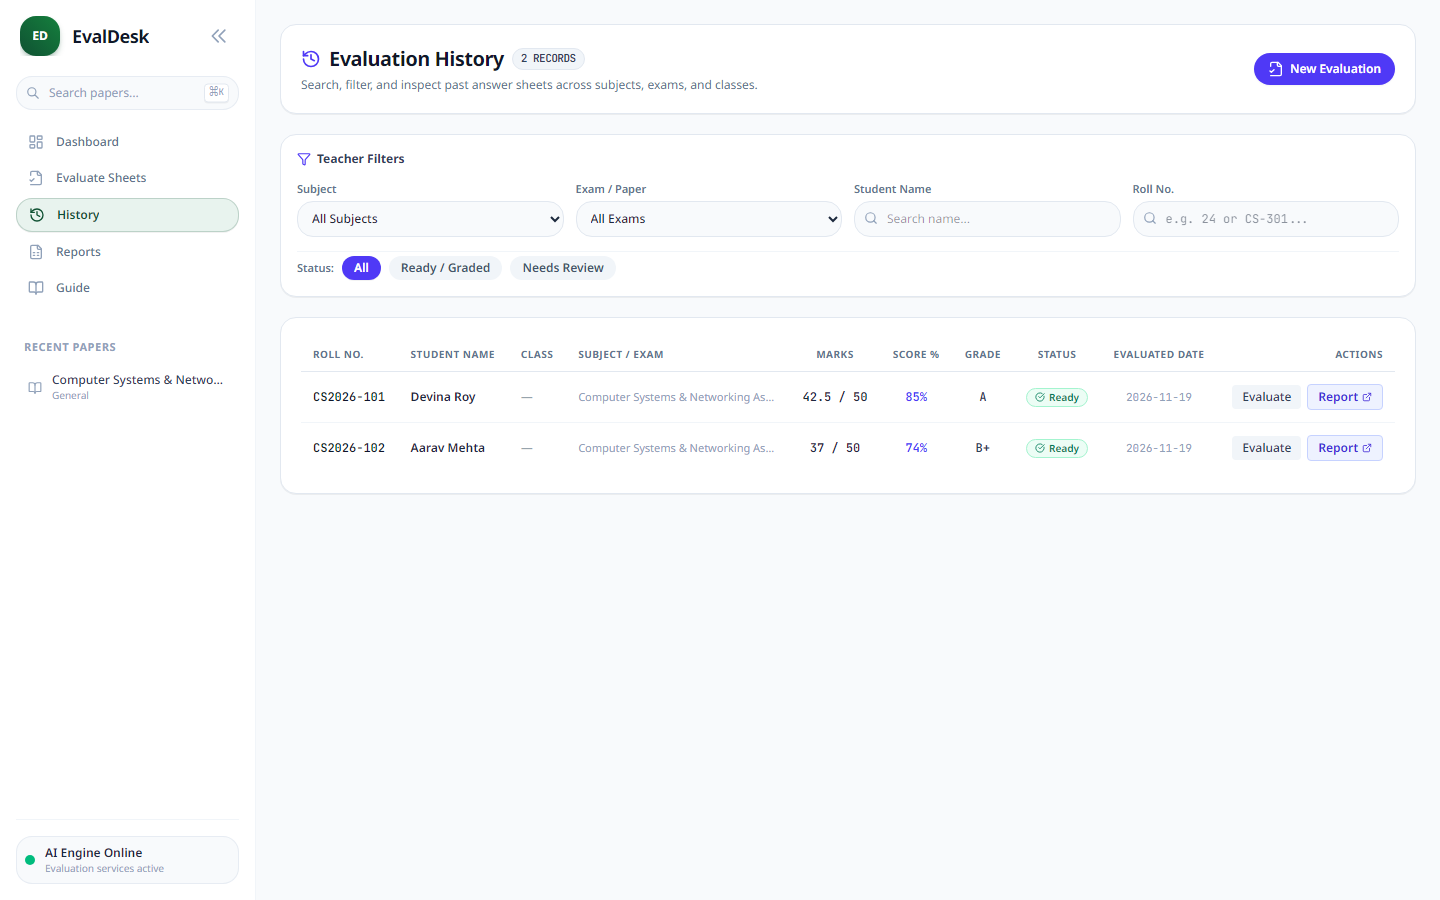 ED
EvalDesk
Search papers...
⌘K
Dashboard
Evaluate Sheets
History
Reports
Guide
RECENT PAPERS
Computer Systems & Netwo...
General
AI Engine Online
Evaluation services active
Evaluation History
2 RECORDS
Search, filter, and inspect past answer sheets across subjects, exams, and classes.
New Evaluation
Teacher Filters
Subject
Exam / Paper
Student Name
Roll No.
All Subjects
All Exams
Search name...
e.g. 24 or CS-301...
Status:
All
Ready / Graded
Needs Review
ROLL NO. STUDENT NAME CLASS SUBJECT / EXAM MARKS SCORE % GRADE STATUS EVALUATED DATE ACTIONS
CS2026-101 Devina Roy — Computer Systems & Networking As... 42.5 / 50 85% A Ready 2026-11-19 Evaluate Report
CS2026-102 Aarav Mehta — Computer Systems & Networking As... 37 / 50 74% B+ Ready 2026-11-19 Evaluate Report